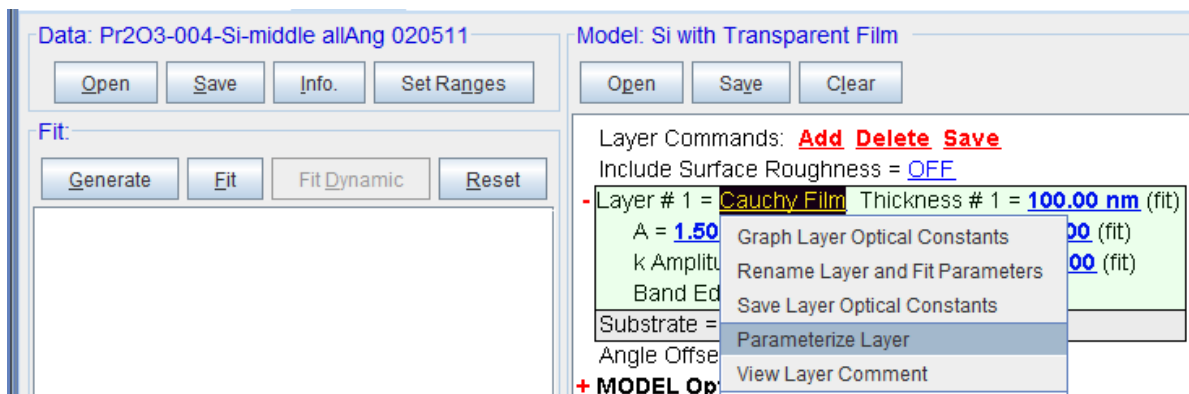 Data: Pr2O3-004-Si-middle allAng 020511
Open Save Info. Set Ranges
Fit:
Generate Fit Fit Dynamic Reset
Model: Si with Transparent Film
Open Save Clear
Layer Commands: Add Delete Save
Include Surface Roughness = OFF
- Layer # 1 = Cauchy Film Thickness # 1 = 100.00 nm (fit)
A = 1.50 00 (fit)
k Amplitu 00 (fit)
Band Ed
Substrate =
Angle Offse
+ MODEL Opt
Graph Layer Optical Constants
Rename Layer and Fit Parameters
Save Layer Optical Constants
Parameterize Layer
View Layer Comment